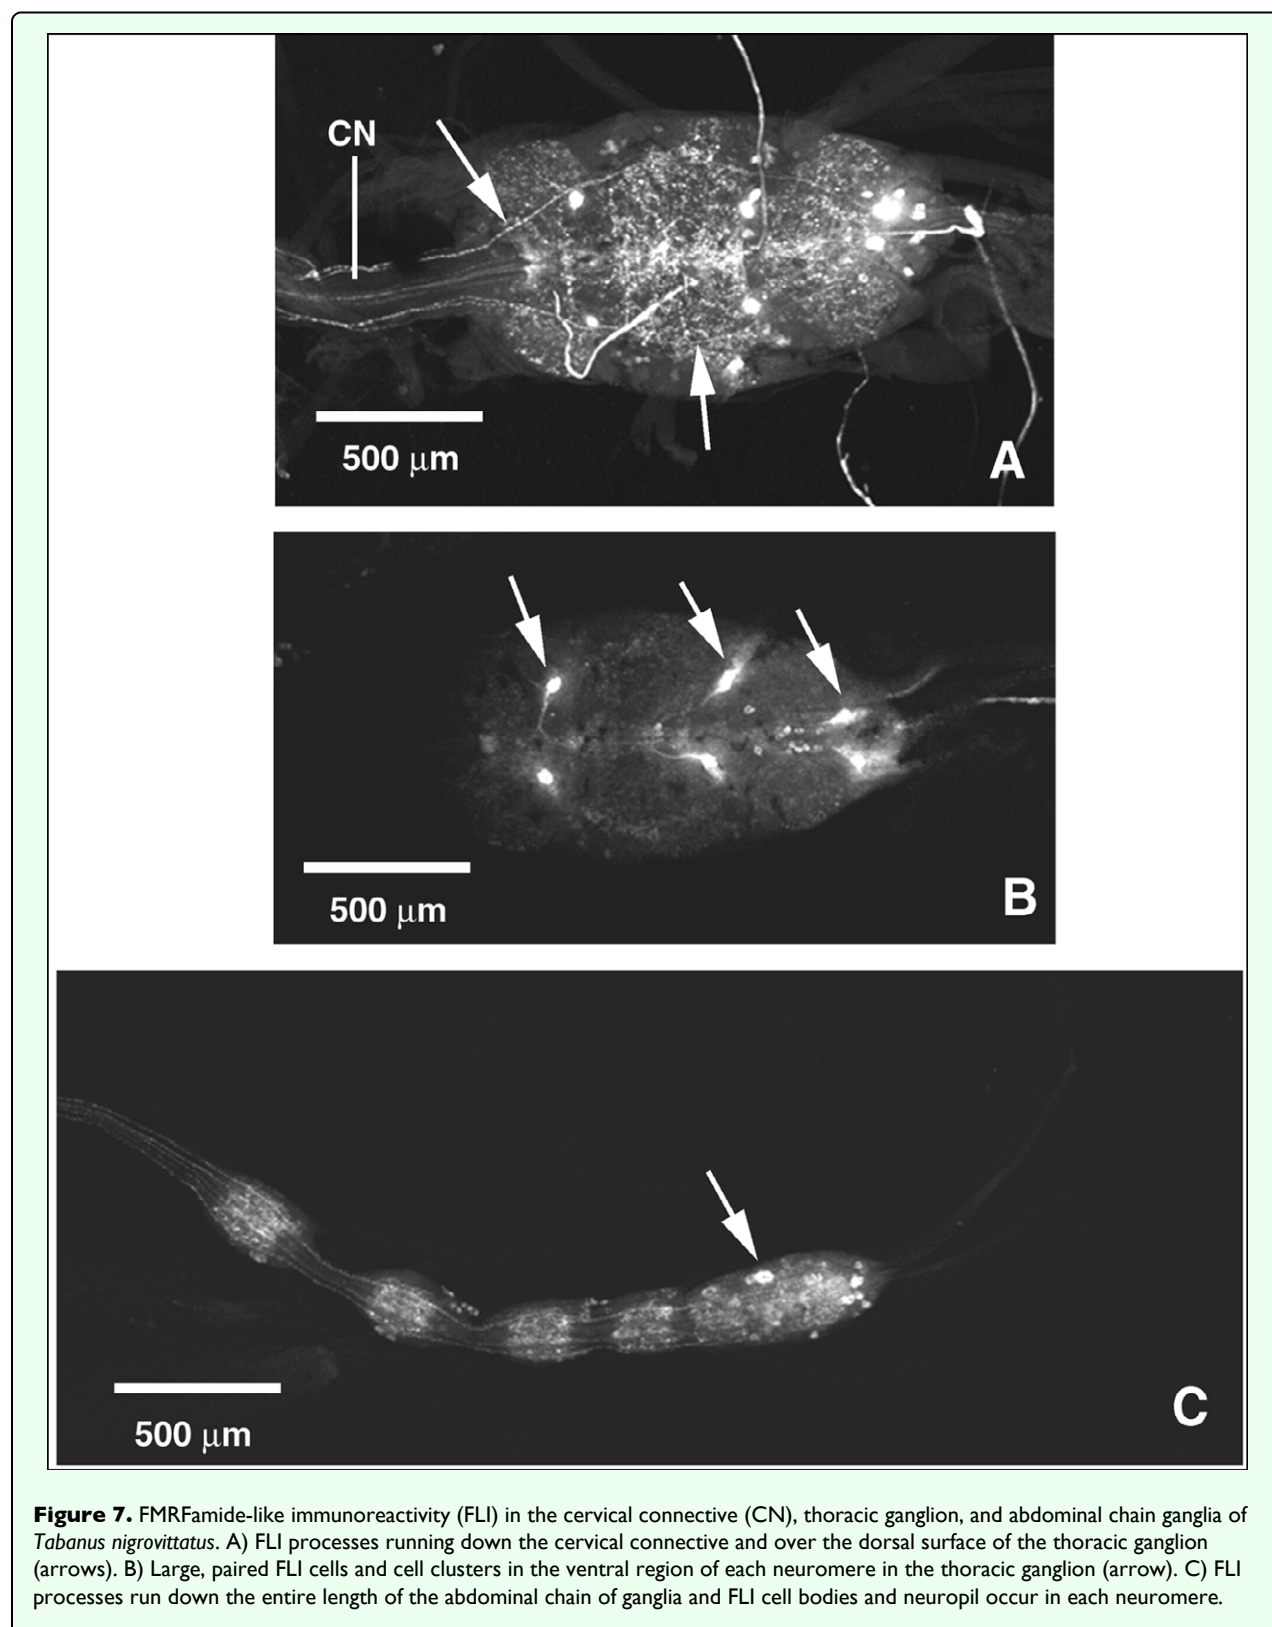 CN
500 μm
A
500 μm
B
500 μm
C
Figure 7. FMRFamide-like immunoreactivity (FLI) in the cervical connective (CN), thoracic ganglion, and abdominal chain ganglia of
Tabanus nigrovittatus. A) FLI processes running down the cervical connective and over the dorsal surface of the thoracic ganglion
(arrows). B) Large, paired FLI cells and cell clusters in the ventral region of each neuromere in the thoracic ganglion (arrow). C) FLI
processes run down the entire length of the abdominal chain of ganglia and FLI cell bodies and neuropil occur in each neuromere.